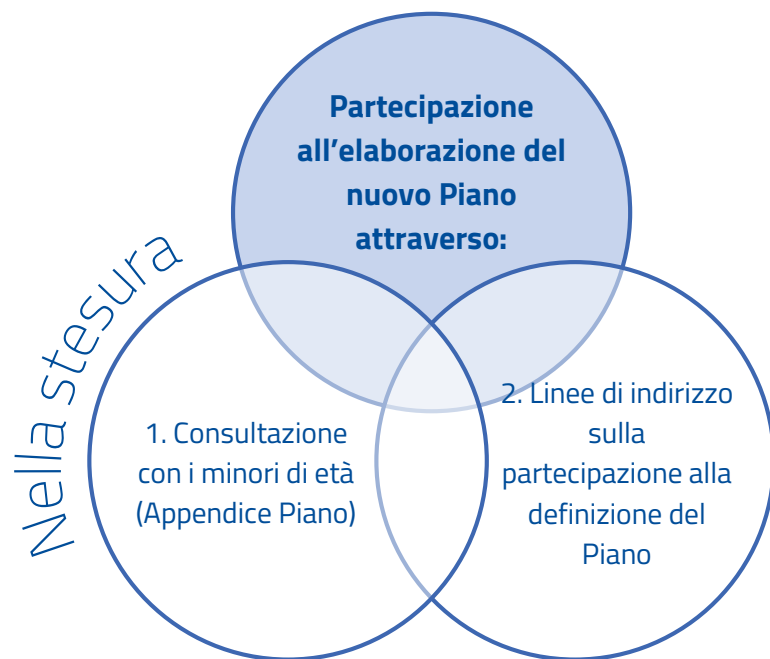 Partecipazione
all’elaborazione del
nuovo Piano
attraverso:
Nella stesura
1. Consultazione
con i minori di età
(Appendice Piano)
2. Linee di indirizzo
sulla
partecipazione alla
definizione del
Piano